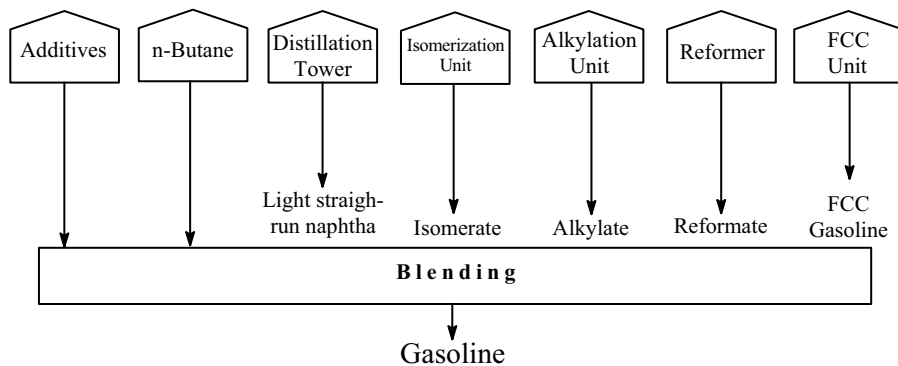 Additives
n-Butane
Distillation
Tower
Isomerization
Unit
Alkylation
Unit
Reformer
FCC
Unit
Light straigh-
run naphtha
Isomerate
Alkylate
Reformate
FCC
Gasoline
Blending
Gasoline